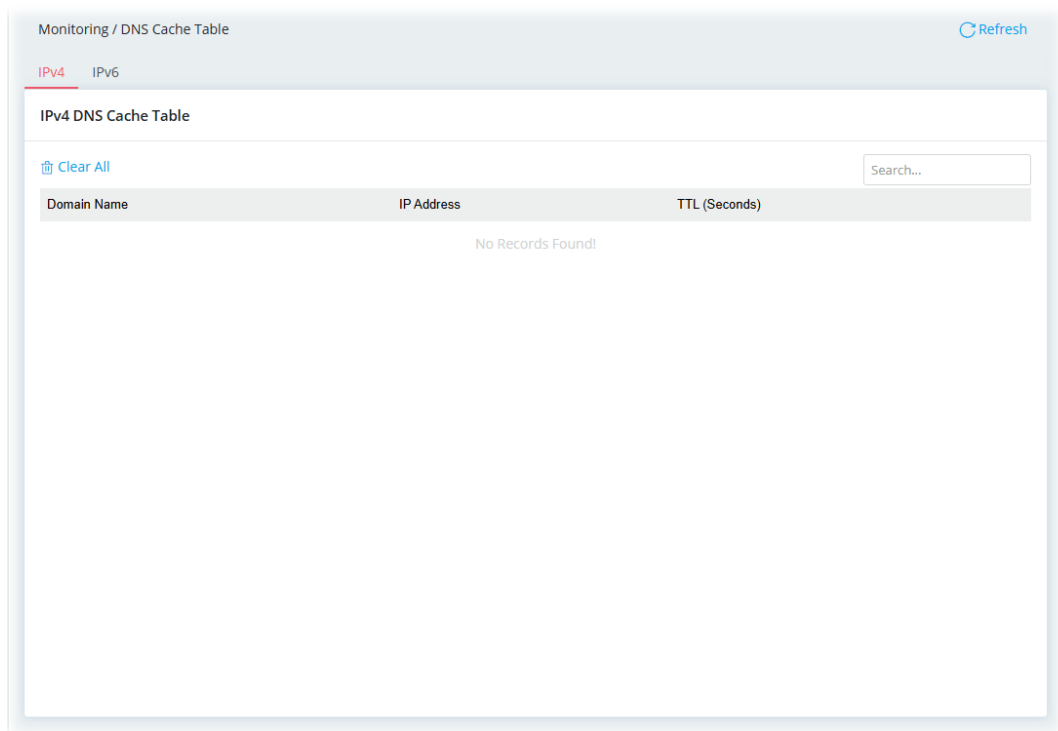 Monitoring / DNS Cache Table
Refresh
IPv4 IPv6
IPv4 DNS Cache Table
Clear All
Search...
Domain Name IP Address TTL (Seconds)
No Records Found!